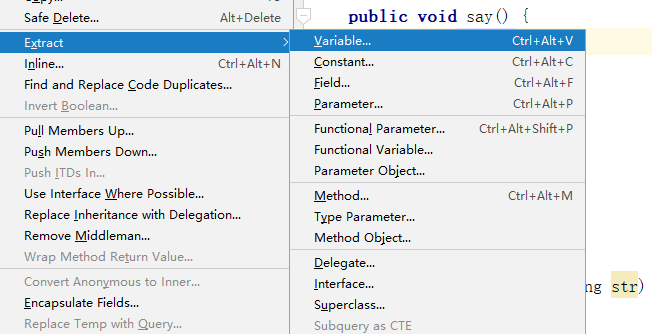 Safe Delete... Alt+Delete
Extract
Inline... Ctrl+Alt+N
Find and Replace Code Duplicates...
Invert Boolean...
Pull Members Up...
Push Members Down...
Push ITDs In...
Use Interface Where Possible...
Replace Inheritance with Delegation...
Remove Middleman...
Wrap Method Return Value...
Convert Anonymous to Inner...
Encapsulate Fields...
Replace Temp with Query...
public void say() {
Variable... Ctrl+Alt+V
Constant... Ctrl+Alt+C
Field... Ctrl+Alt+F
Parameter... Ctrl+Alt+P
Functional Parameter... Ctrl+Alt+Shift+P
Functional Variable...
Parameter Object...
Method... Ctrl+Alt+M
Type Parameter...
Method Object...
Delegate...
Interface...
Superclass...
Subquery as CTE
ng str)